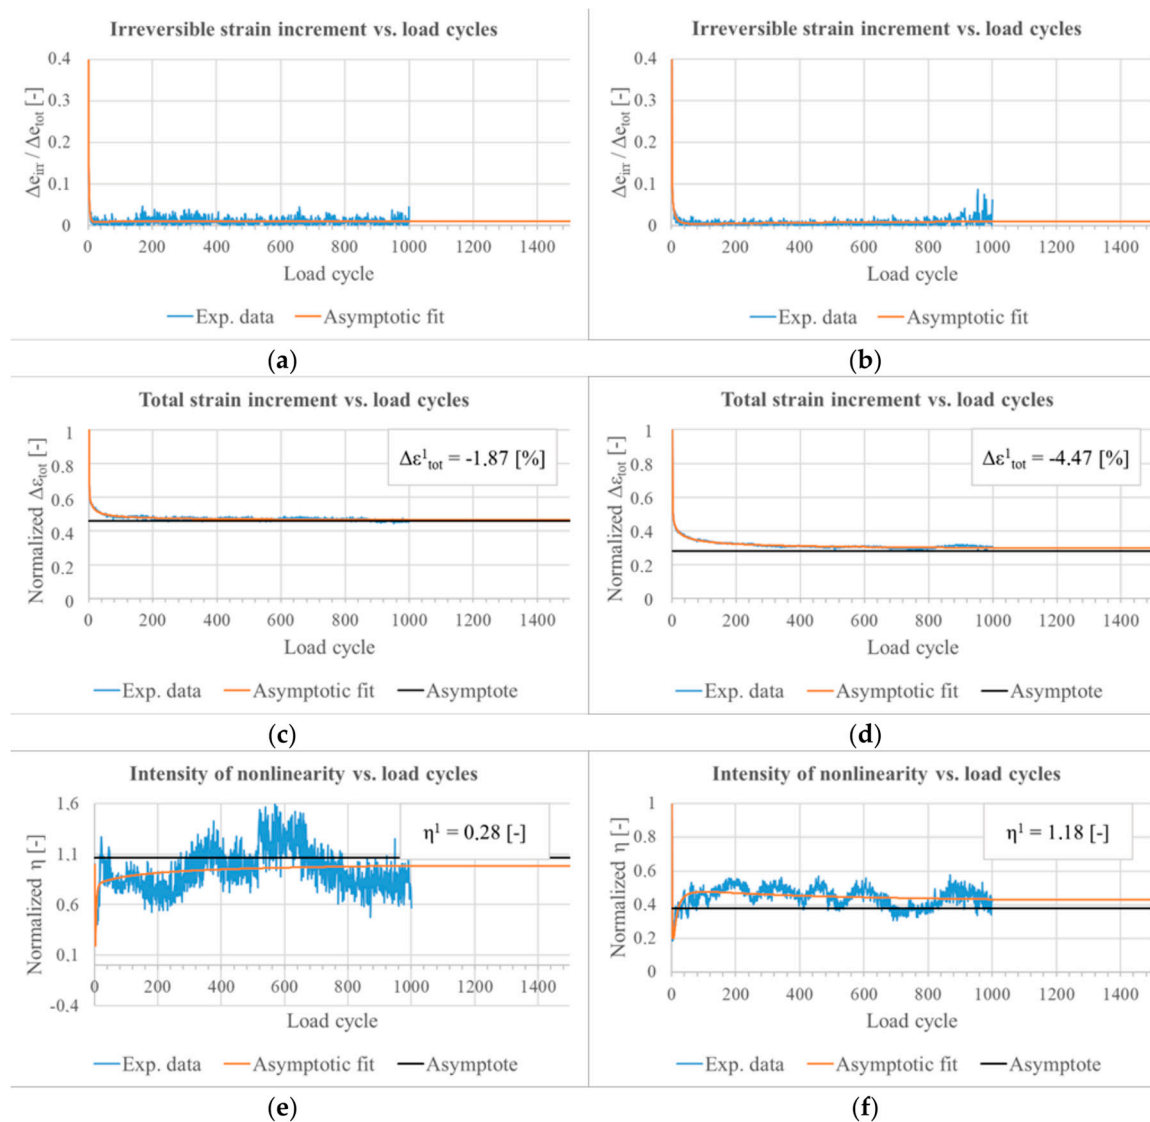 Irreversible strain increment vs. load cycles
Δe_irr / Δe_tot [-]
0.4
0.3
0.2
0.1
0
0 200 400 600 800 1000 1200 1400
Load cycle
Exp. data Asymptotic fit
(a)
Irreversible strain increment vs. load cycles
Δe_irr / Δe_tot [-]
0.4
0.3
0.2
0.1
0
0 200 400 600 800 1000 1200 1400
Load cycle
Exp. data Asymptotic fit
(b)
Total strain increment vs. load cycles
Normalized Δε_tot [-]
1
0.8
0.6
0.4
0.2
0
Δε¹_tot = -1.87 [%]
0 200 400 600 800 1000 1200 1400
Load cycle
Exp. data Asymptotic fit Asymptote
(c)
Total strain increment vs. load cycles
Normalized Δε_tot [-]
1
0.8
0.6
0.4
0.2
0
Δε¹_tot = -4.47 [%]
0 200 400 600 800 1000 1200 1400
Load cycle
Exp. data Asymptotic fit Asymptote
(d)
Intensity of nonlinearity vs. load cycles
Normalized η [-]
1.6
1.1
0.6
0.1
-0.4
η¹ = 0.28 [-]
0 200 400 600 800 1000 1200 1400
Load cycle
Exp. data Asymptotic fit Asymptote
(e)
Intensity of nonlinearity vs. load cycles
Normalized η [-]
1
0.8
0.6
0.4
0.2
0
η¹ = 1.18 [-]
0 200 400 600 800 1000 1200 1400
Load cycle
Exp. data Asymptotic fit Asymptote
(f)